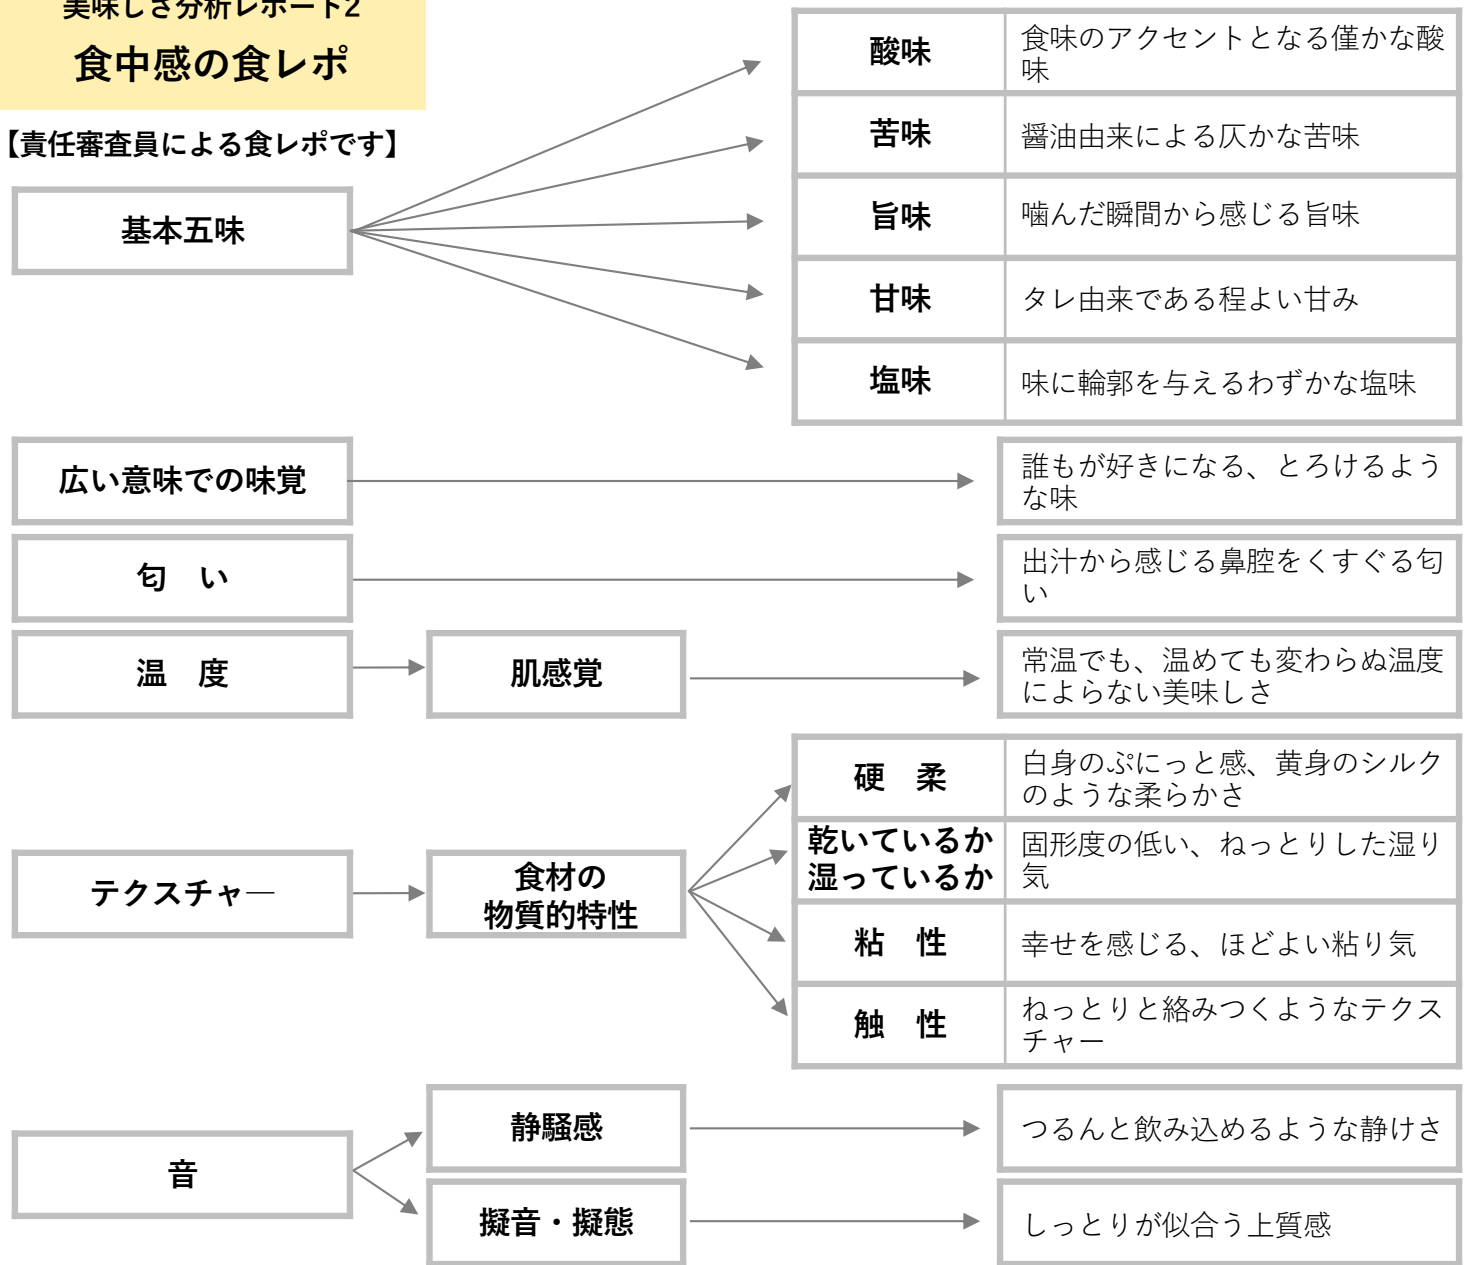 美味しさ分析レポート2
食中感の食レポ
【責任審査員による食レポです】
基本五味
酸味
食味のアクセントとなる僅かな酸
味
苦味
醤油由来による仄かな苦味
旨味
噛んだ瞬間から感じる旨味
甘味
タレ由来である程よい甘み
塩味
味に輪郭を与えるわずかな塩味
広い意味での味覚
誰もが好きになる、とろけるよう
な味
匂　い
出汁から感じる鼻腔をくすぐる匂
い
温　度
肌感覚
常温でも、温めても変わらぬ温度
によらない美味しさ
テクスチャ―
食材の
物質的特性
硬　柔
白身のぷにっと感、黄身のシルク
のような柔らかさ
乾いているか
湿っているか
固形度の低い、ねっとりした湿り
気
粘　性
幸せを感じる、ほどよい粘り気
触　性
ねっとりと絡みつくようなテクス
チャー
音
静騒感
つるんと飲み込めるような静けさ
擬音・擬態
しっとりが似合う上質感